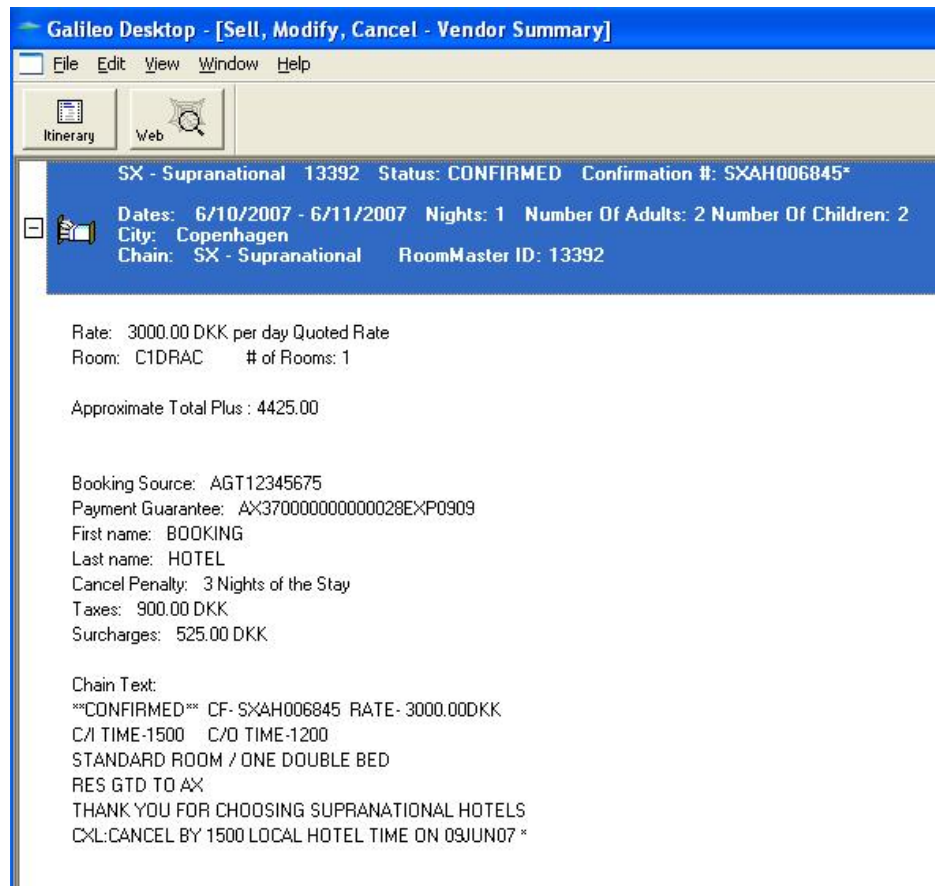 Galileo Desktop - [Sell, Modify, Cancel - Vendor Summary]
File Edit View Window Help
Itinerary Web
SX - Supranational 13392 Status: CONFIRMED Confirmation #: SXAH006845*
Dates: 6/10/2007 - 6/11/2007 Nights: 1 Number Of Adults: 2 Number Of Children: 2
City: Copenhagen
Chain: SX - Supranational RoomMaster ID: 13392
Rate: 3000.00 DKK per day Quoted Rate
Room: C1DRAC # of Rooms: 1
Approximate Total Plus : 4425.00
Booking Source: AGT12345675
Payment Guarantee: AX370000000000028EXP0909
First name: BOOKING
Last name: HOTEL
Cancel Penalty: 3 Nights of the Stay
Taxes: 900.00 DKK
Surcharges: 525.00 DKK
Chain Text:
**CONFIRMED** CF- SXAH006845 RATE- 3000.00DKK
C/I TIME-1500 C/O TIME-1200
STANDARD ROOM / ONE DOUBLE BED
RES GTD TO AX
THANK YOU FOR CHOOSING SUPRANATIONAL HOTELS
CXL:CANCEL BY 1500 LOCAL HOTEL TIME ON 09JUN07 *